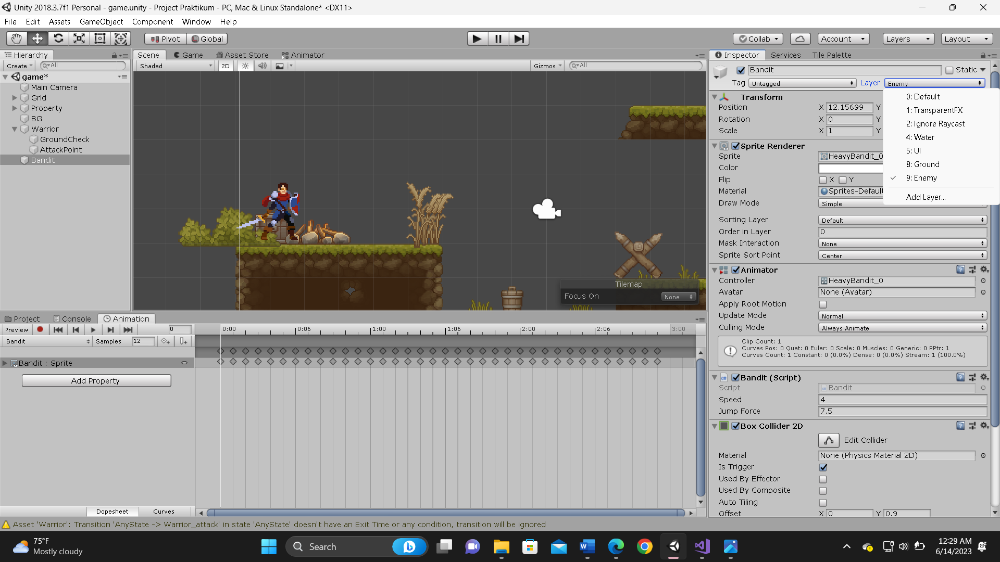 Unity 2018.3.7f1 Personal - game.unity - Project Praktikum - PC, Mac & Linux Standalone* <DX11>
File Edit Assets GameObject Component Window Help
Pivot Global Collab Account Layers Layout
Hierarchy
Create All
game*
Main Camera
Grid
Property
BG
Warrior
GroundCheck
AttackPoint
Bandit
Scene Game Asset Store Animator
Shaded 2D Gizmos All
Tilemap
Focus On None
Inspector Services Tile Palette
Bandit Static
Tag Untagged Layer Enemy
0: Default
1: TransparentFX
2: Ignore Raycast
4: Water
5: UI
8: Ground
9: Enemy
Add Layer...
Transform
Position X 12.15699 Y
Rotation X 0 Y
Scale X 1 Y
Sprite Renderer
Sprite HeavyBandit_0
Color
Flip X Y
Material Sprites-Default
Draw Mode Simple
Sorting Layer Default
Order in Layer 0
Mask Interaction None
Sprite Sort Point Center
Animator
Controller HeavyBandit_0
Avatar None (Avatar)
Apply Root Motion
Update Mode Normal
Culling Mode Always Animate
Clip Count: 1
Curves Pos: 0 Quat: 0 Euler: 0 Scale: 0 Muscles: 0 Generic: 0 PPtr: 1
Curves Count: 1 Constant: 0 (0.0%) Dense: 0 (0.0%) Stream: 1 (100.0%)
Bandit (Script)
Script Bandit
Speed 4
Jump Force 7.5
Box Collider 2D
Edit Collider
Material None (Physics Material 2D)
Is Trigger
Used By Effector
Used By Composite
Auto Tiling
Offset X 0 Y 0.9
Project Console Animation
Preview 0 0:00 0:06 1:00 1:06 2:00 2:06 3:00
Bandit Samples 12
Bandit : Sprite
Add Property
Dopesheet Curves
Asset 'Warrior': Transition 'AnyState -> Warrior_attack' in state 'AnyState' doesn't have an Exit Time or any condition, transition will be ignored
75°F
Mostly cloudy
Search
12:29 AM
6/14/2023